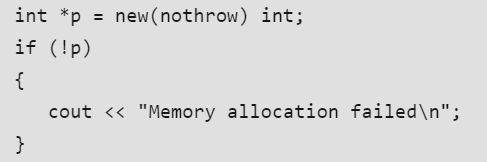 int *p = new(nothrow) int;
if (!p)
{
   cout << "Memory allocation failed\n";
}